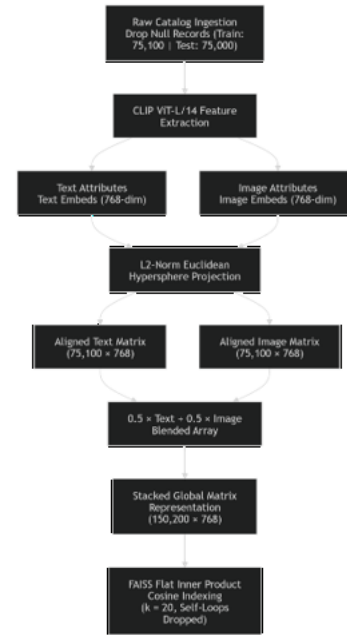 Raw Catalog Ingestion
Drop Null Records (Train:
75,100 | Test: 75,000)
CLIP ViT-L/14 Feature
Extraction
Text Attributes
Text Embeds (768-dim)
Image Attributes
Image Embeds (768-dim)
L2-Norm Euclidean
Hypersphere Projection
Aligned Text Matrix
(75,100 × 768)
Aligned Image Matrix
(75,100 × 768)
0.5 × Text + 0.5 × Image
Blended Array
Stacked Global Matrix
Representation
(150,200 × 768)
FAISS Flat Inner Product
Cosine Indexing
(k = 20, Self-Loops
Dropped)